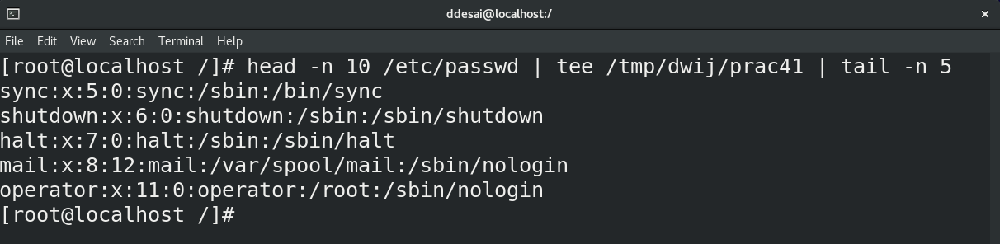 ddesai@localhost:/
File Edit View Search Terminal Help
[root@localhost /]# head -n 10 /etc/passwd | tee /tmp/dwij/prac41 | tail -n 5
sync:x:5:0:sync:/sbin:/bin/sync
shutdown:x:6:0:shutdown:/sbin:/sbin/shutdown
halt:x:7:0:halt:/sbin:/sbin/halt
mail:x:8:12:mail:/var/spool/mail:/sbin/nologin
operator:x:11:0:operator:/root:/sbin/nologin
[root@localhost /]#